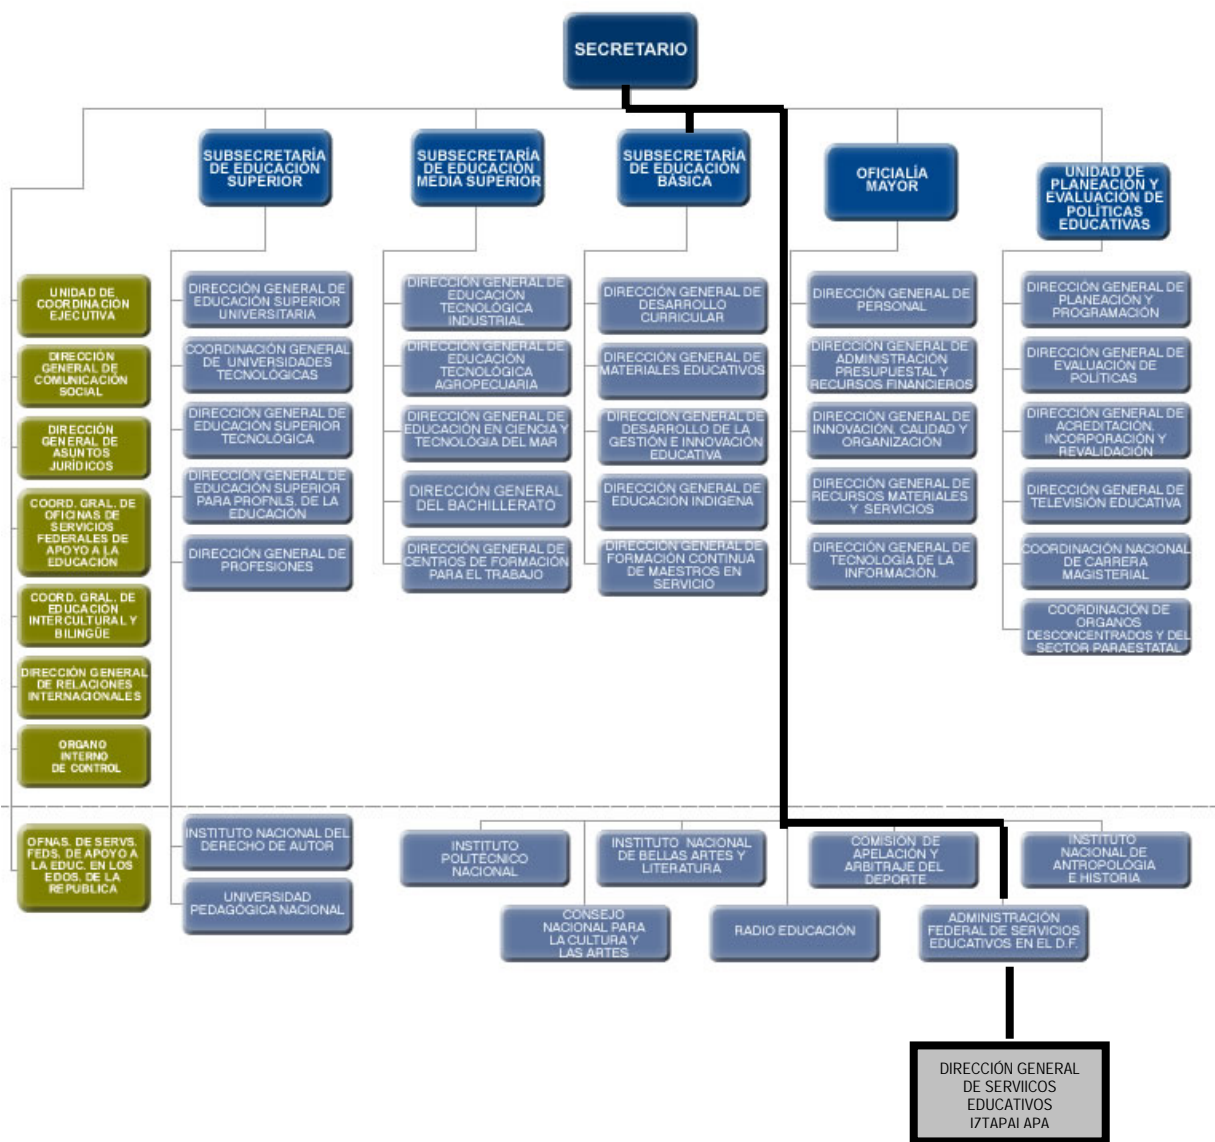 SECRETARIO
SUBSECRETARÍA
DE EDUCACIÓN
SUPERIOR
SUBSECRETARÍA
DE EDUCACIÓN
MEDIA SUPERIOR
SUBSECRETARÍA
DE EDUCACIÓN
BÁSICA
OFICIALÍA
MAYOR
UNIDAD DE
PLANEACIÓN Y
EVALUACIÓN DE
POLÍTICAS
EDUCATIVAS
UNIDAD DE
COORDINACIÓN
EJECUTIVA
DIRECCIÓN
GENERAL DE
COMUNICACIÓN
SOCIAL
DIRECCIÓN
GENERAL DE
ASUNTOS
JURÍDICOS
COORD. GRAL. DE
OFICINAS DE
SERVICIOS
FEDERALES DE
APOYO A LA
EDUCACIÓN
COORD. GRAL. DE
EDUCACIÓN
INTERCULTURAL Y
BILINGÜE
DIRECCIÓN GENERAL
DE RELACIONES
INTERNACIONALES
ORGANO
INTERNO
DE CONTROL
DIRECCIÓN GENERAL DE
EDUCACIÓN SUPERIOR
UNIVERSITARIA
COORDINACIÓN GENERAL
DE UNIVERSIDADES
TECNOLÓGICAS
DIRECCIÓN GENERAL DE
EDUCACIÓN SUPERIOR
TECNOLÓGICA
DIRECCIÓN GENERAL DE
EDUCACIÓN SUPERIOR
PARA PROFNLS. DE LA
EDUCACIÓN
DIRECCIÓN GENERAL DE
PROFESIONES
DIRECCIÓN GENERAL DE
EDUCACIÓN
TECNOLÓGICA
INDUSTRIAL
DIRECCIÓN GENERAL DE
EDUCACIÓN
TECNOLÓGICA
AGROPECUARIA
DIRECCIÓN GENERAL DE
EDUCACIÓN EN CIENCIA Y
TECNOLOGIA DEL MAR
DIRECCIÓN GENERAL
DEL BACHILLERATO
DIRECCIÓN GENERAL DE
CENTROS DE FORMACIÓN
PARA EL TRABAJO
DIRECCIÓN GENERAL DE
DESARROLLO
CURRICULAR
DIRECCIÓN GENERAL DE
MATERIALES EDUCATIVOS
DIRECCIÓN GENERAL DE
DESARROLLO DE LA
GESTIÓN E INNOVACIÓN
EDUCATIVA
DIRECCIÓN GENERAL DE
EDUCACIÓN INDIGENA
DIRECCIÓN GENERAL DE
FORMACIÓN CONTINUA
DE MAESTROS EN
SERVICIO
DIRECCIÓN GENERAL DE
PERSONAL
DIRECCIÓN GENERAL DE
ADMINISTRACIÓN
PRESUPUESTAL Y
RECURSOS FINANCIEROS
DIRECCIÓN GENERAL DE
INNOVACIÓN. CALIDAD Y
ORGANIZACIÓN
DIRECCIÓN GENERAL DE
RECURSOS MATERIALES
Y SERVICIOS
DIRECCIÓN GENERAL DE
TECNOLOGÍA DE LA
INFORMACIÓN.
DIRECCIÓN GENERAL DE
PLANEACIÓN Y
PROGRAMACIÓN
DIRECCIÓN GENERAL DE
EVALUACIÓN DE
POLÍTICAS
DIRECCIÓN GENERAL DE
ACREDITACIÓN.
INCORPORACIÓN Y
REVALIDACIÓN
DIRECCIÓN GENERAL DE
TELEVISIÓN EDUCATIVA
COORDINACIÓN NACIONAL
DE CARRERA
MAGISTERIAL
COORDINACIÓN DE
ORGANOS
DESCONCENTRADOS Y DEL
SECTOR PARAESTATAL
OFNAS. DE SERVS.
FEDS. DE APOYO A
LA EDUC. EN LOS
EDOS. DE LA
REPÚBLICA
INSTITUTO NACIONAL DEL
DERECHO DE AUTOR
UNIVERSIDAD
PEDAGÓGICA NACIONAL
INSTITUTO
POLITÉCNICO
NACIONAL
INSTITUTO NACIONAL
DE BELLAS ARTES Y
LITERATURA
COMISIÓN DE
APELACIÓN Y
ARBITRAJE DEL
DEPORTE
INSTITUTO
NACIONAL DE
ANTROPOLOGÍA
E HISTORIA
CONSEJO
NACIONAL PARA
LA CULTURA Y
LAS ARTES
RADIO EDUCACIÓN
ADMINISTRACIÓN
FEDERAL DE SERVICIOS
EDUCATIVOS EN EL D.F.
DIRECCIÓN GENERAL
DE SERVIICOS
EDUCATIVOS
IZTAPALAPA